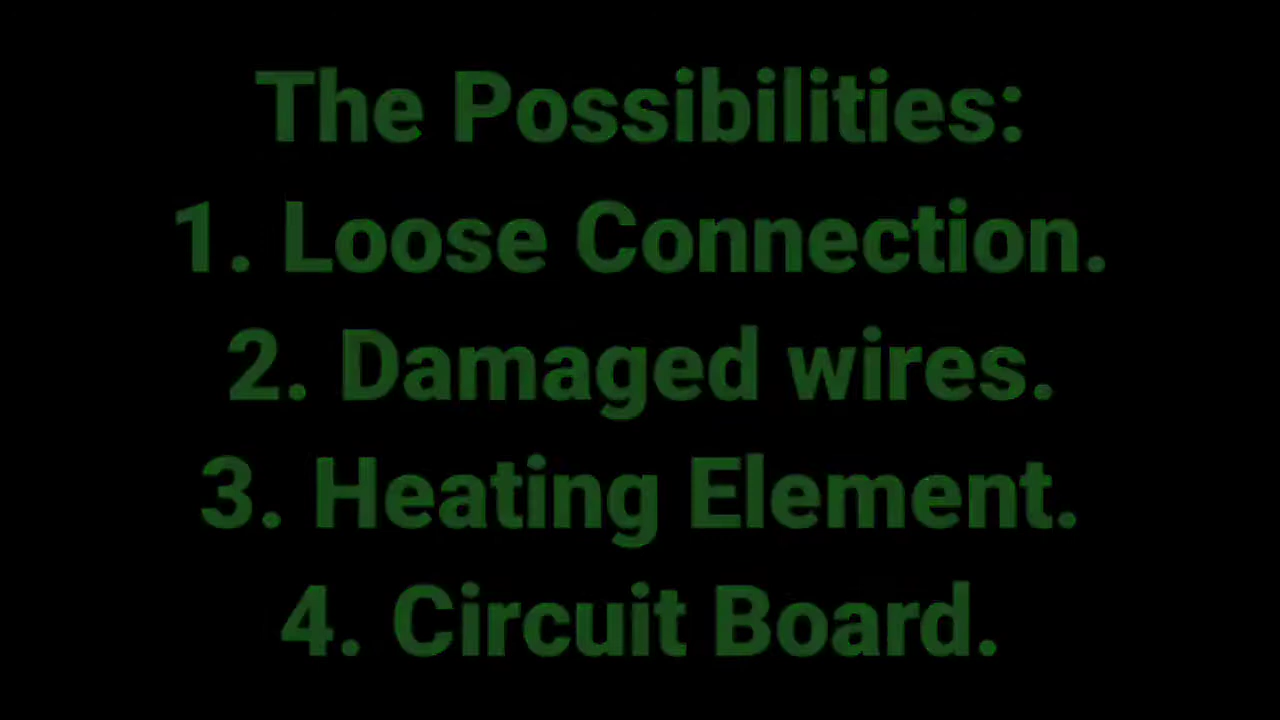 The Possibilities:
1. Loose Connection.
2. Damaged wires.
3. Heating Element.
4. Circuit Board.